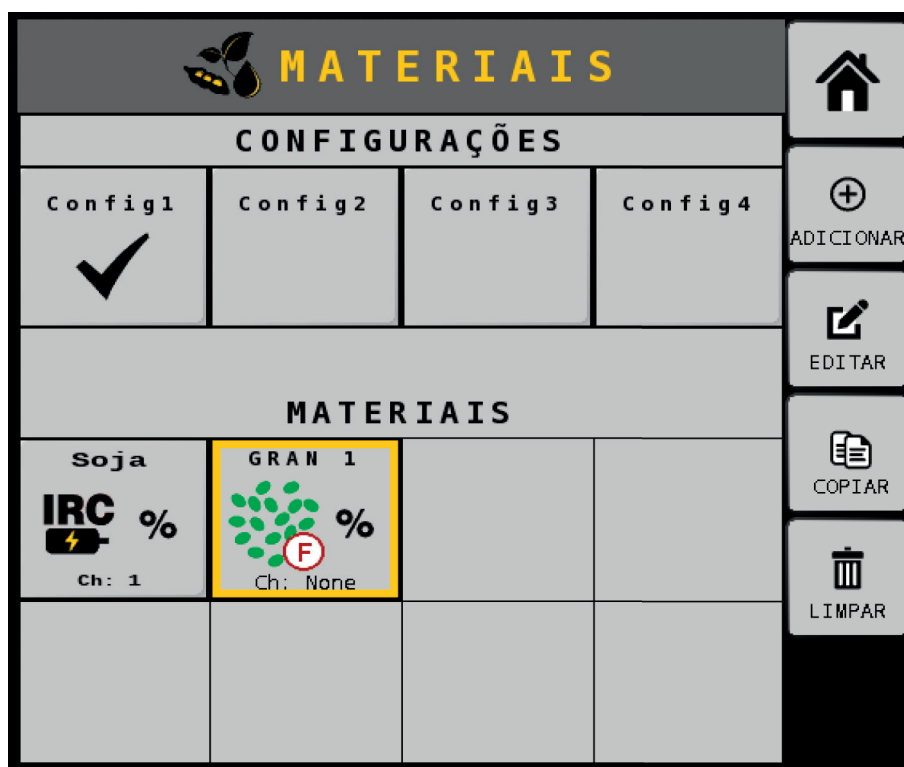 MATERIAIS
CONFIGURAÇÕES
Config1 Config2 Config3 Config4
MATERIAIS
Soja GRAN 1
IRC % % F
Ch: 1 Ch: None
ADICIONAR
EDITAR
COPIAR
LIMPAR